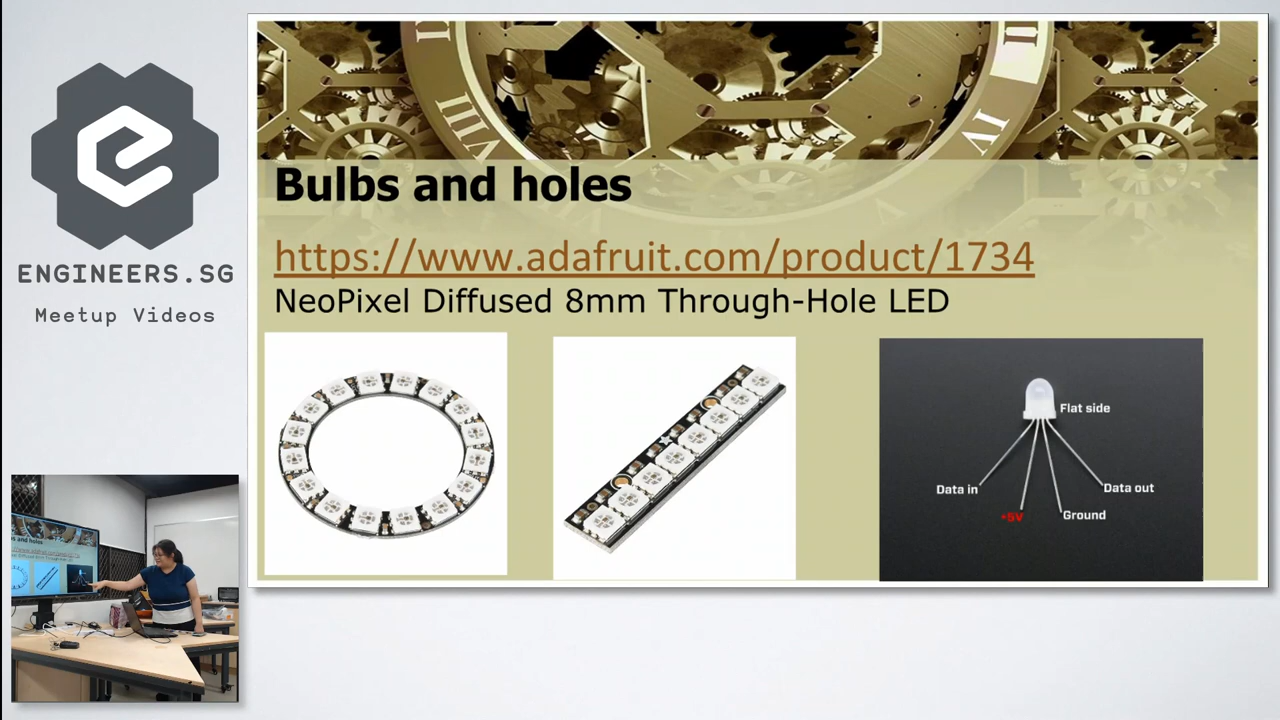 ENGINEERS.SG
Meetup Videos
Bulbs and holes
https://www.adafruit.com/product/1734
NeoPixel Diffused 8mm Through-Hole LED
Flat side
Data in
Data out
+5V
Ground